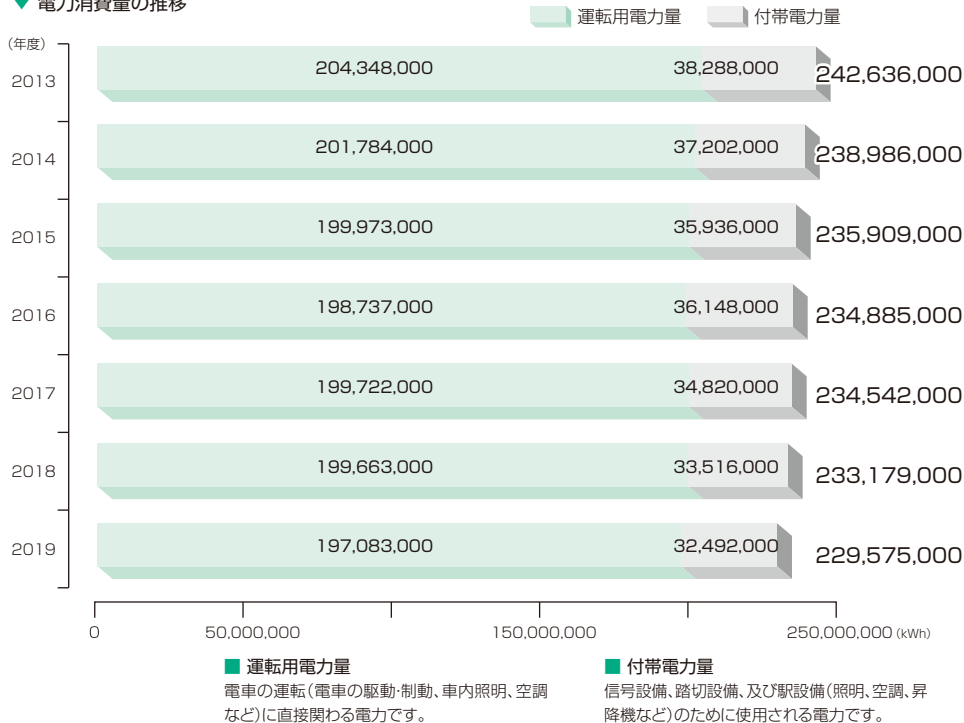 ▼ 電力消費量の推移
運転用電力量 付帯電力量
(年度)
2013 204,348,000 38,288,000 242,636,000
2014 201,784,000 37,202,000 238,986,000
2015 199,973,000 35,936,000 235,909,000
2016 198,737,000 36,148,000 234,885,000
2017 199,722,000 34,820,000 234,542,000
2018 199,663,000 33,516,000 233,179,000
2019 197,083,000 32,492,000 229,575,000
0 50,000,000 150,000,000 250,000,000 (kWh)
■ 運転用電力量
電車の運転(電車の駆動・制動、車内照明、空調
など)に直接関わる電力です。
■ 付帯電力量
信号設備、踏切設備、及び駅設備(照明、空調、昇
降機など)のために使用される電力です。